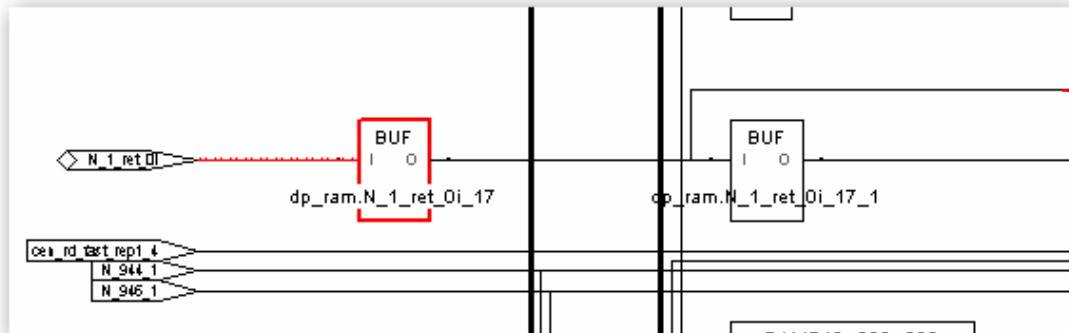 BUF
I O
dp_ram.N_1_ret_0i_17
BUF
I O
dp_ram.N_1_ret_0i_17_1
N_1_ret_0i
cen_rd_fast_rep1_4
N_944_1
N_946_1